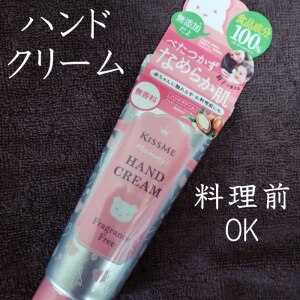 ハンド
クリーム
無添加
食品成分
100%
べたつかず
なめらか肌
無香料
KISSME
HAND
CREAM
Fragrance
Free
料理前
OK